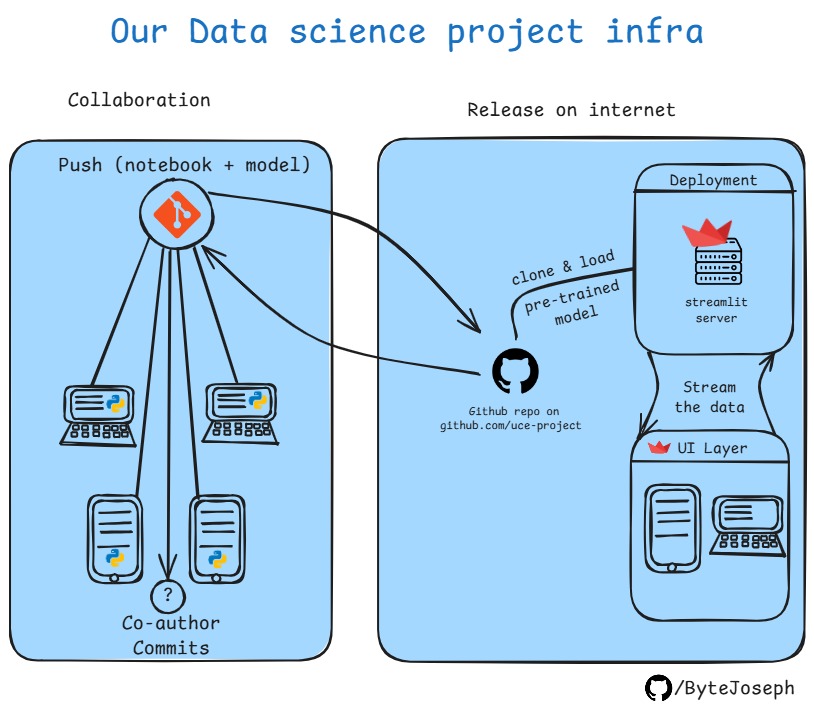 Our Data science project infra
Collaboration
Release on internet
Push (notebook + model)
Deployment
clone & load
pre-trained
model
streamlit
server
Stream
the data
Github repo on
github.com/uce-project
UI Layer
?
Co-author
Commits
/ByteJoseph